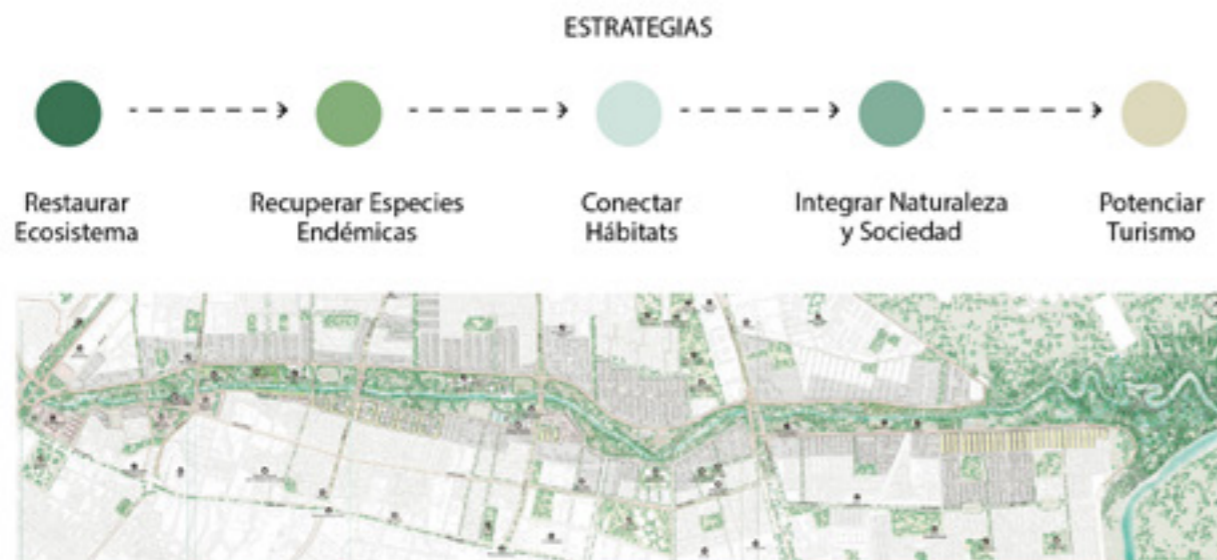 ESTRATEGIAS
Restaurar
Ecosistema
Recuperar Especies
Endémicas
Conectar
Hábitats
Integrar Naturaleza
y Sociedad
Potenciar
Turismo